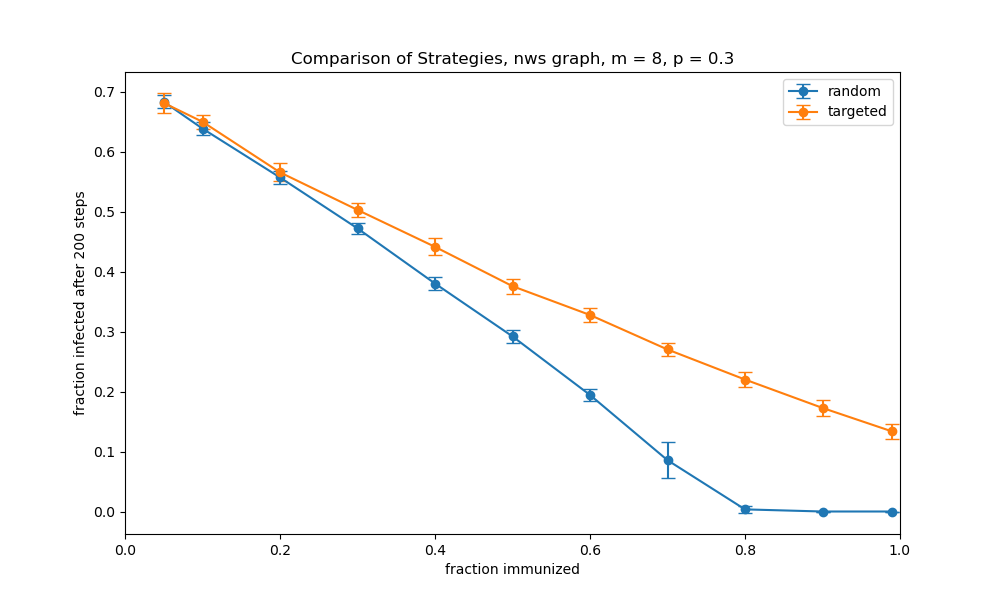 Comparison of Strategies, nws graph, m = 8, p = 0.3
random
targeted
fraction infected after 200 steps
0.7
0.6
0.5
0.4
0.3
0.2
0.1
0.0
0.0 0.2 0.4 0.6 0.8 1.0
fraction immunized